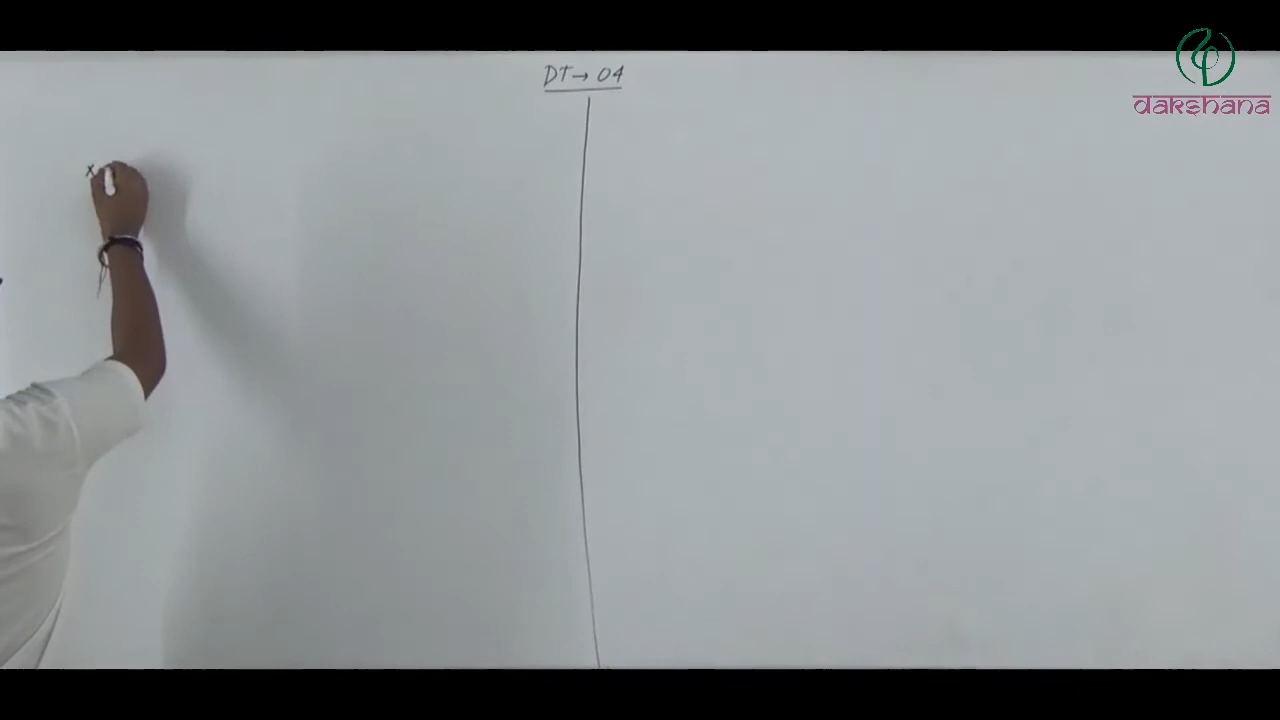 DT → 04
x
dakshana